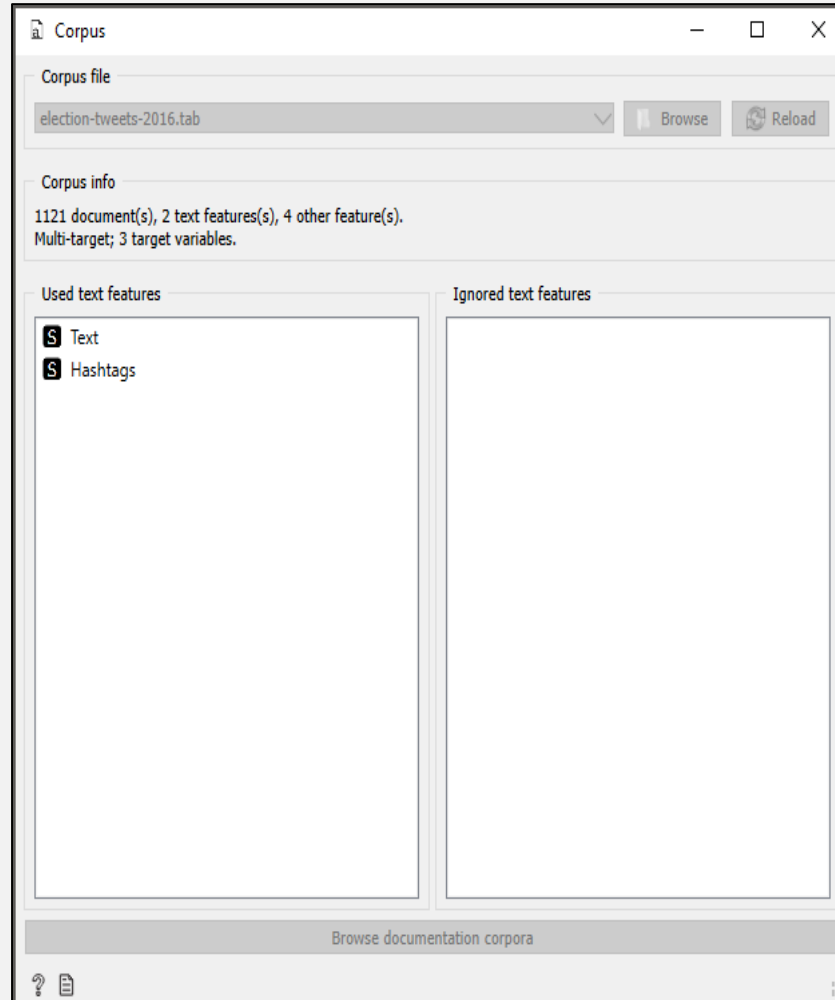 Corpus
Corpus file
election-tweets-2016.tab
Browse
Reload
Corpus info
1121 document(s), 2 text features(s), 4 other feature(s).
Multi-target; 3 target variables.
Used text features
Ignored text features
S Text
S Hashtags
Browse documentation corpora
?